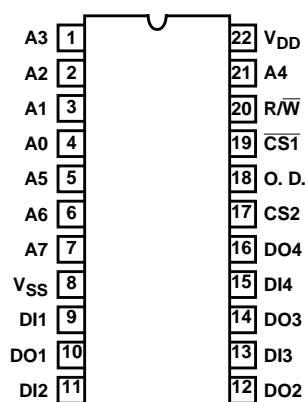 A3 1 22 VDD
A2 2 21 A4
A1 3 20 R/W̅
A0 4 19 C̅S̅1̅
A5 5 18 O. D.
A6 6 17 CS2
A7 7 16 DO4
VSS 8 15 DI4
DI1 9 14 DO3
DO1 10 13 DI3
DI2 11 12 DO2